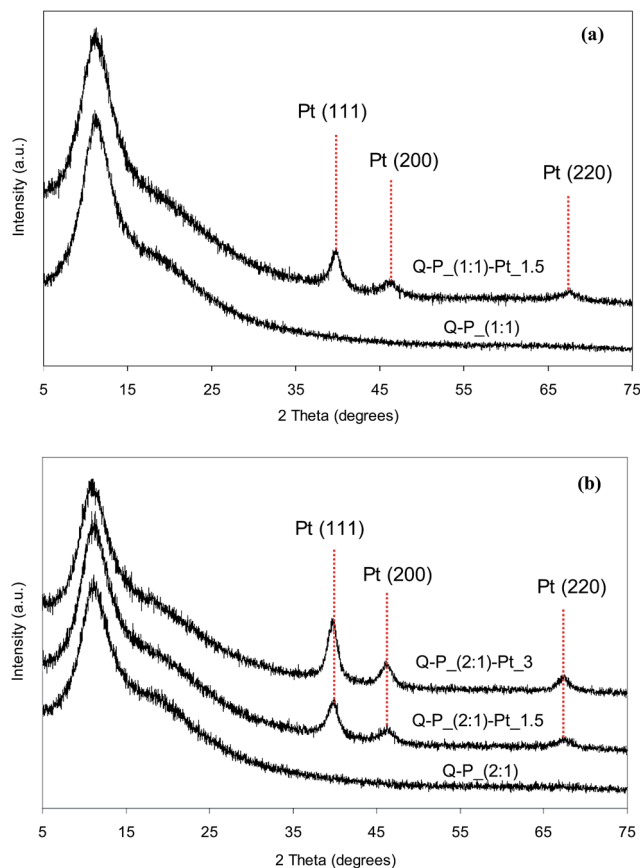 (a)
Pt (111)
Pt (200)
Pt (220)
Intensity (a.u.)
Q-P_(1:1)-Pt_1.5
Q-P_(1:1)
5 15 25 35 45 55 65 75
2 Theta (degrees)
(b)
Pt (111)
Pt (200)
Pt (220)
Intensity (a.u.)
Q-P_(2:1)-Pt_3
Q-P_(2:1)-Pt_1.5
Q-P_(2:1)
5 15 25 35 45 55 65 75
2 Theta (degrees)